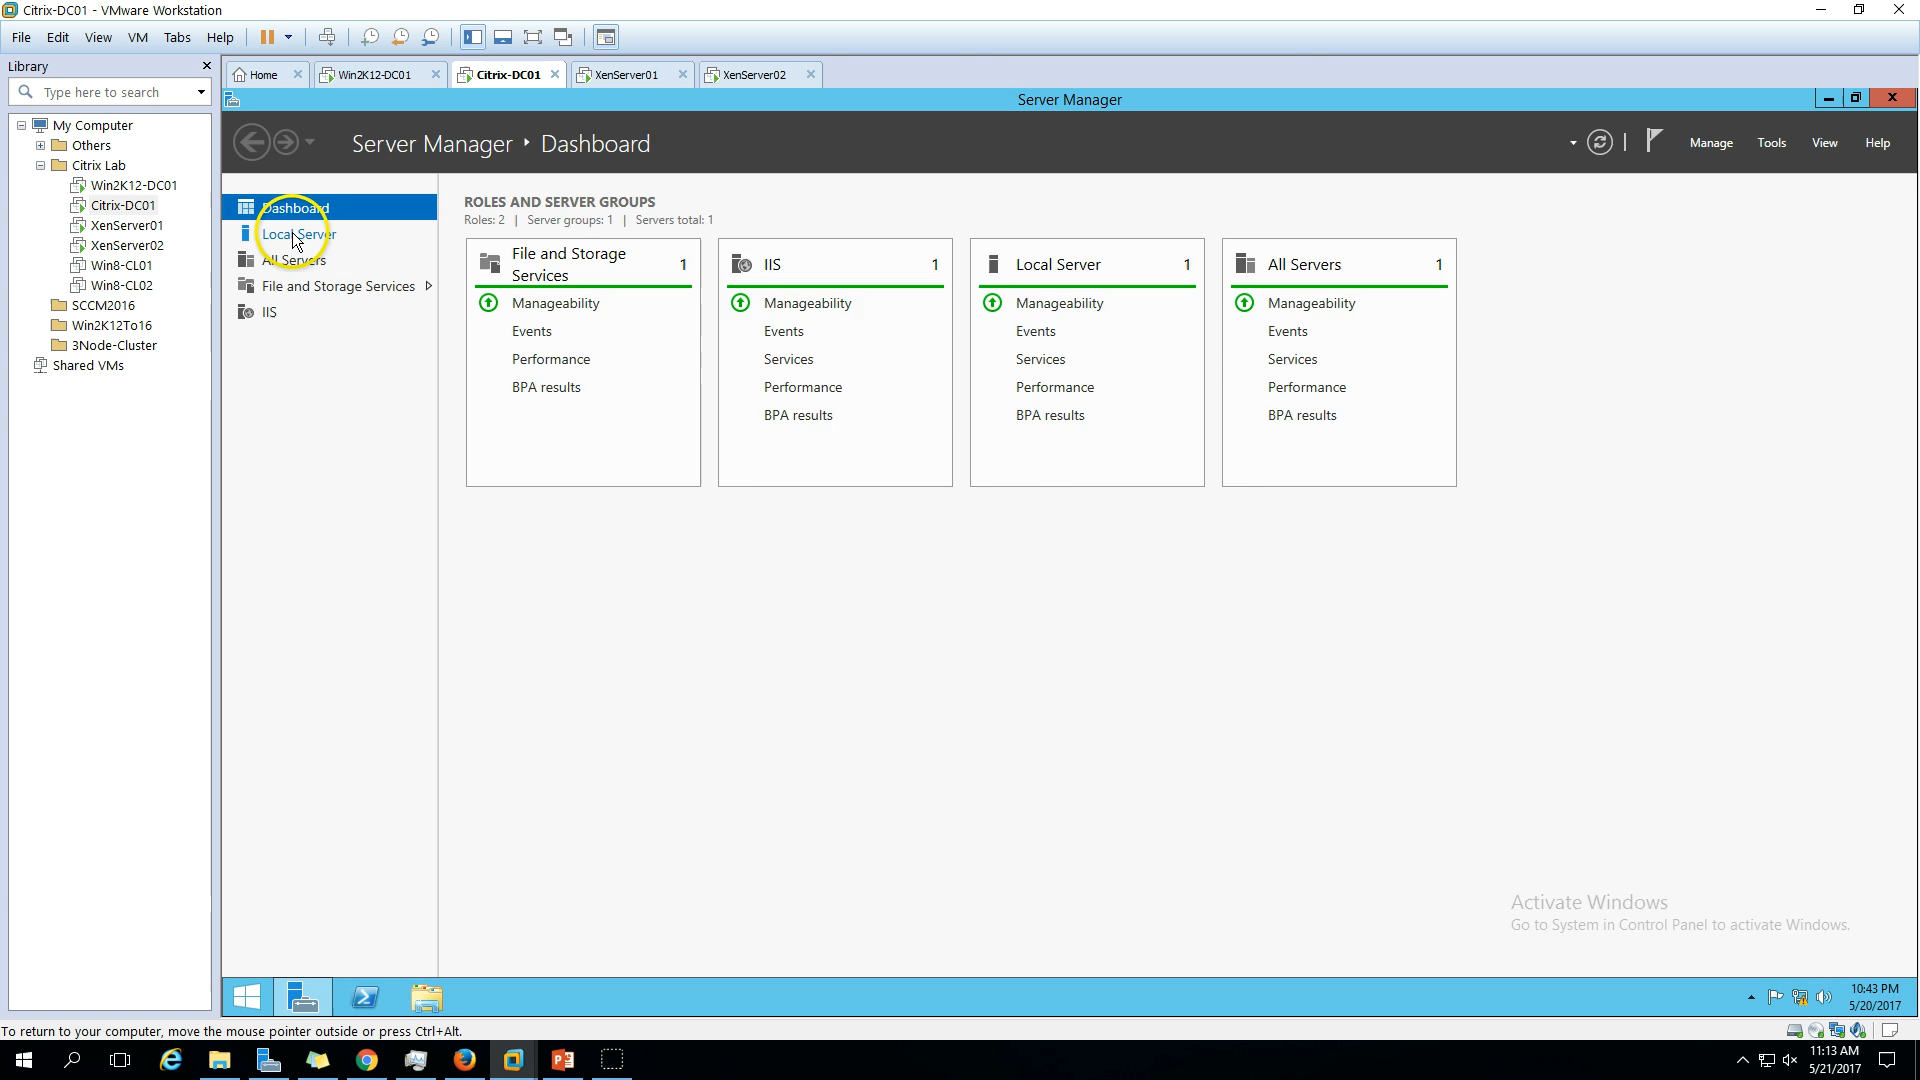 Citrix-DC01 - VMware Workstation
File Edit View VM Tabs Help
Library
Type here to search
My Computer
Others
Citrix Lab
Win2K12-DC01
Citrix-DC01
XenServer01
XenServer02
Win8-CL01
Win8-CL02
SCCM2016
Win2K12To16
3Node-Cluster
Shared VMs
Home Win2K12-DC01 Citrix-DC01 XenServer01 XenServer02
Server Manager
Server Manager Dashboard
Manage Tools View Help
Dashboard
Local Server
All Servers
File and Storage Services
IIS
ROLES AND SERVER GROUPS
Roles: 2 | Server groups: 1 | Servers total: 1
File and Storage Services 1
Manageability
Events
Performance
BPA results
IIS 1
Manageability
Events
Services
Performance
BPA results
Local Server 1
Manageability
Events
Services
Performance
BPA results
All Servers 1
Manageability
Events
Services
Performance
BPA results
Activate Windows
Go to System in Control Panel to activate Windows.
10:43 PM
5/20/2017
To return to your computer, move the mouse pointer outside or press Ctrl+Alt.
11:13 AM
5/21/2017